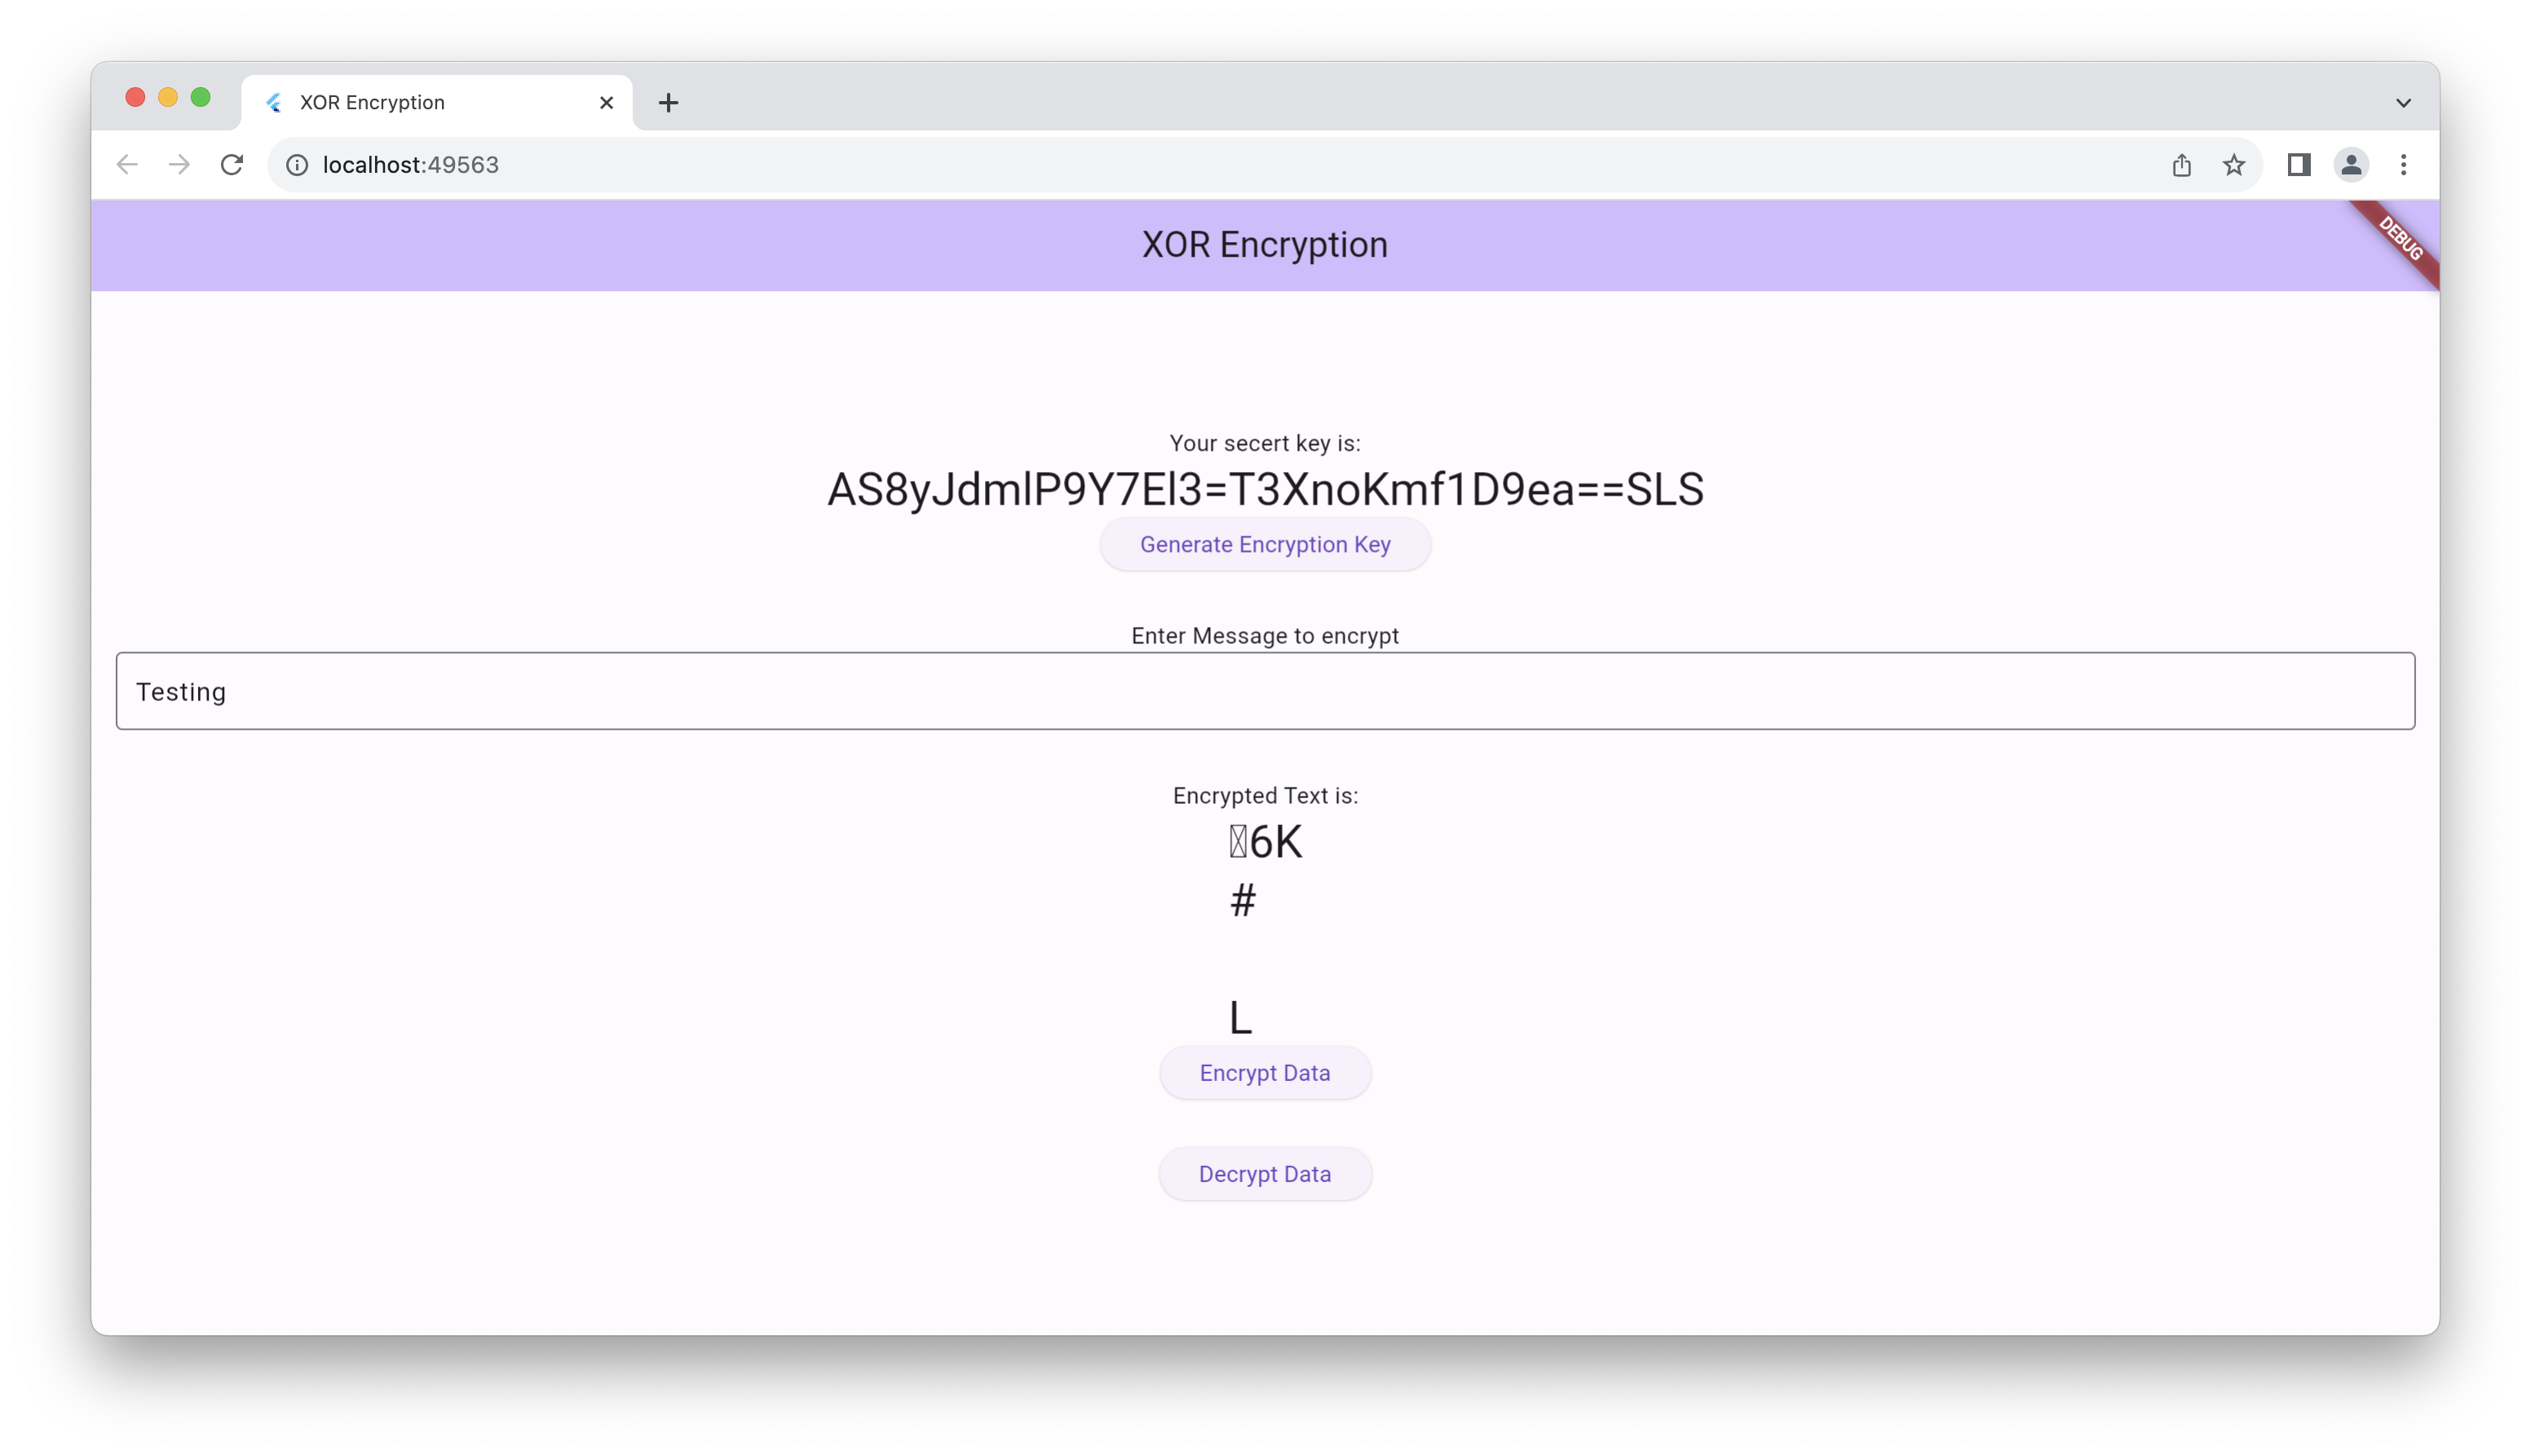 XOR Encryption
localhost:49563
XOR Encryption
DEBUG
Your secert key is:
AS8yJdmlP9Y7El3=T3XnoKmf1D9ea==SLS
Generate Encryption Key
Enter Message to encrypt
Testing
Encrypted Text is:
6K
#
L
Encrypt Data
Decrypt Data